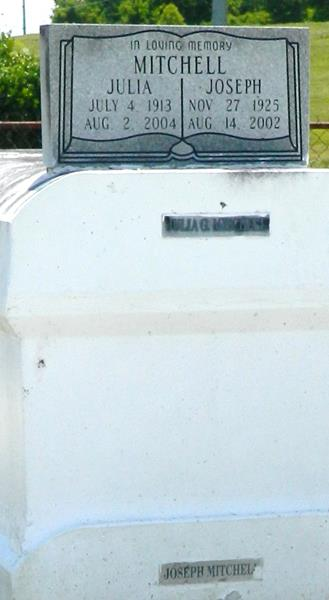 IN LOVING MEMORY
MITCHELL
JULIA JOSEPH
JULY 4 1913 NOV 27 1925
AUG 2 2004 AUG 14 2002
JULIA G.
JOSEPH MITCHEL